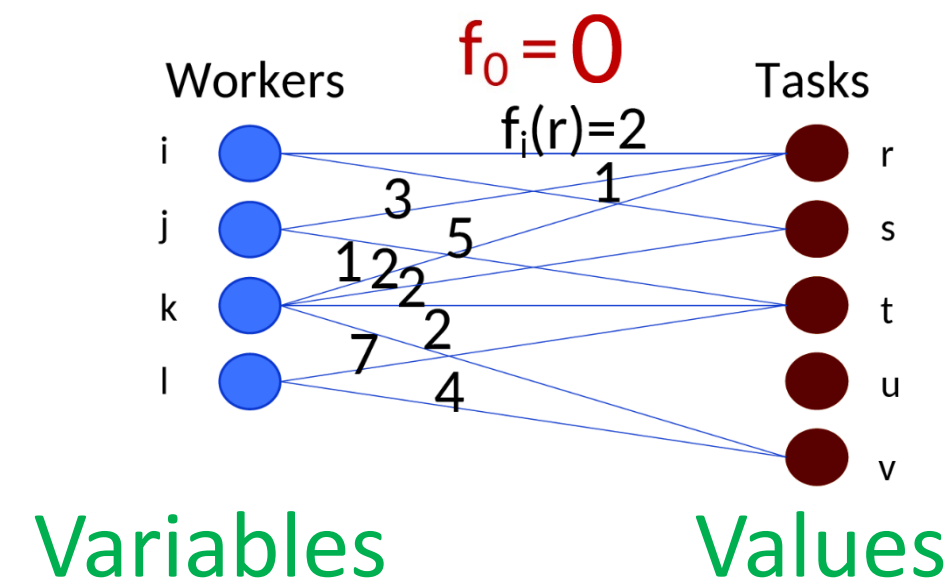 f₀ = 0
Workers
Tasks
fᵢ(r)=2
i
r
1
3
j
s
5
1
2
2
k
t
2
7
l
4
u
v
Variables
Values